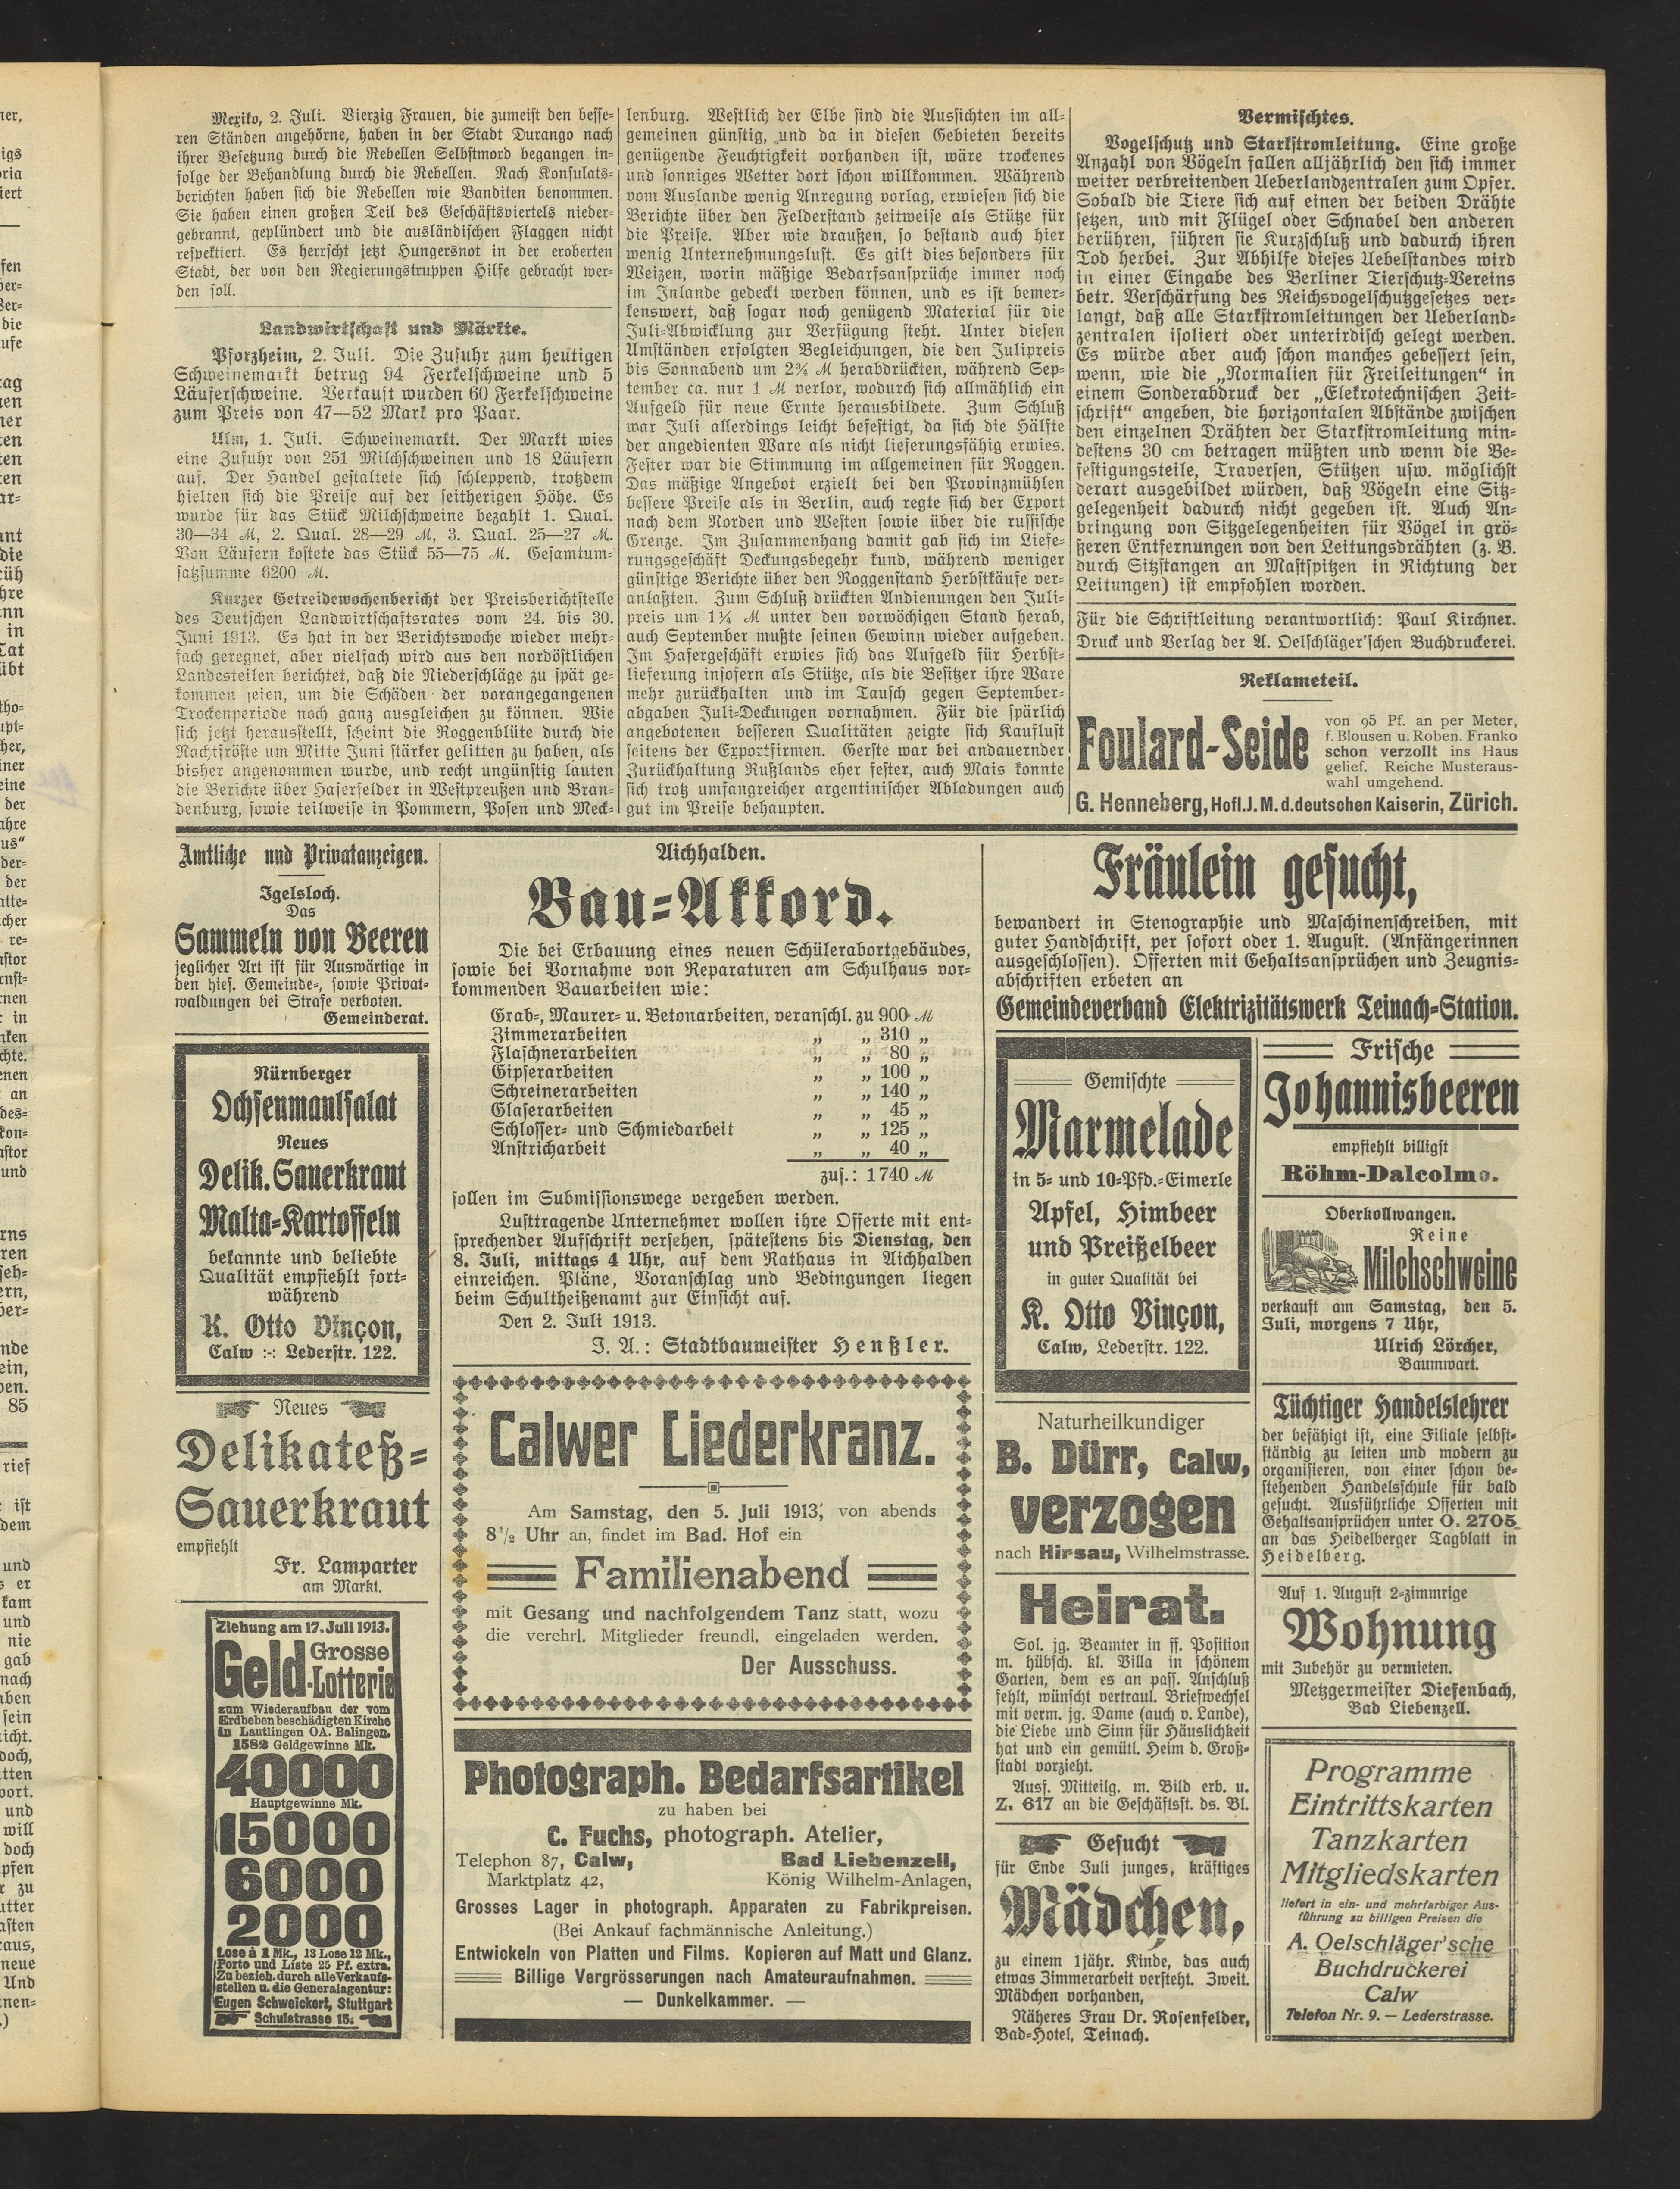 Mexiko, 2. Juli. Vierzig Frauen, die zumeist den besse-
ren Ständen angehörne, haben in der Stadt Durango nach
ihrer Besetzung durch die Rebellen Selbstmord begangen in-
folge der Behandlung durch die Rebellen. Nach Konsulats-
berichten haben sich die Rebellen wie Banditen benommen.
Sie haben einen großen Teil des Geschäftsviertels nieder-
gebrannt, geplündert und die ausländischen Flaggen nicht
respektiert. Es herrscht jetzt Hungersnot in der eroberten
Stadt, der von den Regierungstruppen Hilfe gebracht wer-
den soll.
Landwirtschaft und Märkte.
Pforzheim, 2. Juli. Die Zufuhr zum heutigen
Schweinemarkt betrug 94 Ferkelschweine und 5
Läuferschweine. Verkauft wurden 60 Ferkelschweine
zum Preis von 47—52 Mark pro Paar.
Ulm, 1. Juli. Schweinemarkt. Der Markt wies
eine Zufuhr von 251 Milchschweinen und 18 Läufern
auf. Der Handel gestaltete sich schleppend, trotzdem
hielten sich die Preise auf der seitherigen Höhe. Es
wurde für das Stück Milchschweine bezahlt 1. Qual.
30—34 M, 2. Qual. 28—29 M, 3. Qual. 25—27 M.
Von Läufern kostete das Stück 55—75 M. Gesamtum-
satzsumme 6200 M.
Kurzer Getreidewochenbericht der Preisberichtstelle
des Deutschen Landwirtschaftsrates vom 24. bis 30.
Juni 1913. Es hat in der Berichtswoche wieder mehr-
fach geregnet, aber vielfach wird aus den nordöstlichen
Landesteilen berichtet, daß die Niederschläge zu spät ge-
kommen seien, um die Schäden der vorangegangenen
Trockenperiode noch ganz ausgleichen zu können. Wie
sich jetzt herausstellt, scheint die Roggenblüte durch die
Nachtfröste um Mitte Juni stärker gelitten zu haben, als
bisher angenommen wurde, und recht ungünstig lauten
die Berichte über Haferfelder in Westpreußen und Bran-
denburg, sowie teilweise in Pommern, Posen und Meck-
lenburg. Westlich der Elbe sind die Aussichten im all-
gemeinen günstig, und da in diesen Gebieten bereits
genügende Feuchtigkeit vorhanden ist, wäre trockenes
und sonniges Wetter dort schon willkommen. Während
vom Auslande wenig Anregung vorlag, erwiesen sich die
Berichte über den Felderstand zeitweise als Stütze für
die Preise. Aber wie draußen, so bestand auch hier
wenig Unternehmungslust. Es gilt dies besonders für
Weizen, worin mäßige Bedarfsansprüche immer noch
im Inlande gedeckt werden können, und es ist bemer-
kenswert, daß sogar noch genügend Material für die
Juli-Abwicklung zur Verfügung steht. Unter diesen
Umständen erfolgten Begleichungen, die den Julipreis
bis Sonnabend um 2¾ M herabdrückten, während Sep-
tember ca. nur 1 M verlor, wodurch sich allmählich ein
Aufgeld für neue Ernte herausbildete. Zum Schluß
war Juli allerdings leicht befestigt, da sich die Hälfte
der angedienten Ware als nicht lieferungsfähig erwies.
Fester war die Stimmung im allgemeinen für Roggen.
Das mäßige Angebot erzielt bei den Provinzmühlen
bessere Preise als in Berlin, auch regte sich der Export
nach dem Norden und Westen sowie über die russische
Grenze. Im Zusammenhang damit gab sich im Liefe-
rungsgeschäft Deckungsbegehr kund, während weniger
günstige Berichte über den Roggenstand Herbstkäufe ver-
anlaßten. Zum Schluß drückten Andienungen den Juli-
preis um 1¼ M unter den vorwöchigen Stand herab,
auch September mußte seinen Gewinn wieder aufgeben.
Im Hafergeschäft erwies sich das Aufgeld für Herbst-
lieferung insofern als Stütze, als die Besitzer ihre Ware
mehr zurückhalten und im Tausch gegen September-
abgaben Juli-Deckungen vornahmen. Für die spärlich
angebotenen besseren Qualitäten zeigte sich Kauflust
seitens der Exportfirmen. Gerste war bei andauernder
Zurückhaltung Rußlands eher fester, auch Mais konnte
sich trotz umfangreicher argentinischer Abladungen auch
gut im Preise behaupten.
Vermischtes.
Vogelschutz und Starkstromleitung. Eine große
Anzahl von Vögeln fallen alljährlich den sich immer
weiter verbreitenden Ueberlandzentralen zum Opfer.
Sobald die Tiere sich auf einen der beiden Drähte
setzen, und mit Flügel oder Schnabel den anderen
berühren, führen sie Kurzschluß und dadurch ihren
Tod herbei. Zur Abhilfe dieses Uebelstandes wird
in einer Eingabe des Berliner Tierschutz-Vereins
betr. Verschärfung des Reichsvogelschutzgesetzes ver-
langt, daß alle Starkstromleitungen der Ueberland-
zentralen isoliert oder unterirdisch gelegt werden.
Es würde aber auch schon manches gebessert sein,
wenn, wie die „Normalien für Freileitungen“ in
einem Sonderabdruck der „Elekrotechnischen Zeit-
schrift“ angeben, die horizontalen Abstände zwischen
den einzelnen Drähten der Starkstromleitung min-
destens 30 cm betragen müßten und wenn die Be-
festigungsteile, Traversen, Stützen usw. möglichst
derart ausgebildet würden, daß Vögeln eine Sitz-
gelegenheit dadurch nicht gegeben ist. Auch An-
bringung von Sitzgelegenheiten für Vögel in grö-
ßeren Entfernungen von den Leitungsdrähten (z. B.
durch Sitzstangen an Mastspitzen in Richtung der
Leitungen) ist empfohlen worden.
Für die Schriftleitung verantwortlich: Paul Kirchner.
Druck und Verlag der A. Oelschläger'schen Buchdruckerei.
Reklameteil.
Foulard-Seide
von 95 Pf. an per Meter,
f. Blousen u. Roben. Franko
schon verzollt ins Haus
gelief. Reiche Musteraus-
wahl umgehend.
G. Henneberg, Hofl. J. M. d. deutschen Kaiserin, Zürich.
Amtliche und Privatanzeigen.
Igelsloch.
Das
Sammeln von Beeren
jeglicher Art ist für Auswärtige in
den hies. Gemeinde-, sowie Privat-
waldungen bei Strafe verboten.
Gemeinderat.
Nürnberger
Ochsenmaulsalat
Neues
Delik. Sauerkraut
Malta-Kartoffeln
bekannte und beliebte
Qualität empfiehlt fort-
während
K. Otto Vinçon,
Calw :-: Lederstr. 122.
Neues
Delikateß-
Sauerkraut
empfiehlt
Fr. Lamparter
am Markt.
Ziehung am 17. Juli 1913.
Grosse
Geld-Lotterie
zum Wiederaufbau der vom
Erdbeben beschädigten Kirche
in Lautlingen OA. Balingen.
1582 Geldgewinne Mk.
40000
Hauptgewinne Mk.
15000
6000
2000
Lose à 1 Mk., 13 Lose 12 Mk.,
Porto und Liste 25 Pf. extra.
Zu bezieh. durch alle Verkaufs-
stellen u. die Generalagentur:
Eugen Schweickert, Stuttgart
Schulstrasse 15.
Aichhalden.
Bau-Akkord.
Die bei Erbauung eines neuen Schülerabortgebäudes,
sowie bei Vornahme von Reparaturen am Schulhaus vor-
kommenden Bauarbeiten wie:
Grab-, Maurer- u. Betonarbeiten, veranschl. zu 900 M
Zimmerarbeiten „ „ 310 „
Flaschnerarbeiten „ „ 80 „
Gipserarbeiten „ „ 100 „
Schreinerarbeiten „ „ 140 „
Glaserarbeiten „ „ 45 „
Schlosser- und Schmiedarbeit „ „ 125 „
Anstricharbeit „ „ 40 „
zus.: 1740 M
sollen im Submissionswege vergeben werden.
Lusttragende Unternehmer wollen ihre Offerte mit ent-
sprechender Aufschrift versehen, spätestens bis Dienstag, den
8. Juli, mittags 4 Uhr, auf dem Rathaus in Aichhalden
einreichen. Pläne, Voranschlag und Bedingungen liegen
beim Schultheißenamt zur Einsicht auf.
Den 2. Juli 1913.
J. A.: Stadtbaumeister Henßler.
Calwer Liederkranz.
Am Samstag, den 5. Juli 1913, von abends
8½ Uhr an, findet im Bad. Hof ein
Familienabend
mit Gesang und nachfolgendem Tanz statt, wozu
die verehrl. Mitglieder freundl. eingeladen werden.
Der Ausschuss.
Photograph. Bedarfsartikel
zu haben bei
C. Fuchs, photograph. Atelier,
Telephon 87, Calw, Bad Liebenzell,
Marktplatz 42, König Wilhelm-Anlagen,
Grosses Lager in photograph. Apparaten zu Fabrikpreisen.
(Bei Ankauf fachmännische Anleitung.)
Entwickeln von Platten und Films. Kopieren auf Matt und Glanz.
Billige Vergrösserungen nach Amateuraufnahmen.
— Dunkelkammer. —
Fräulein gesucht,
bewandert in Stenographie und Maschinenschreiben, mit
guter Handschrift, per sofort oder 1. August. (Anfängerinnen
ausgeschlossen). Offerten mit Gehaltsansprüchen und Zeugnis-
abschriften erbeten an
Gemeindeverband Elektrizitätswerk Teinach-Station.
Gemischte
Marmelade
in 5- und 10-Pfd.-Eimerle
Apfel, Himbeer
und Preißelbeer
in guter Qualität bei
K. Otto Vinçon,
Calw, Lederstr. 122.
Naturheilkundiger
B. Dürr, Calw,
verzogen
nach Hirsau, Wilhelmstrasse.
Heirat.
Sol. jg. Beamter in ff. Position
m. hübsch. kl. Villa in schönem
Garten, dem es an pass. Anschluß
fehlt, wünscht vertraul. Briefwechsel
mit verm. jg. Dame (auch v. Lande),
die Liebe und Sinn für Häuslichkeit
hat und ein gemütl. Heim d. Groß-
stadt vorzieht.
Ausf. Mitteilg. m. Bild erb. u.
Z. 617 an die Geschäftsst. ds. Bl.
Gesucht
für Ende Juli junges, kräftiges
Mädchen,
zu einem 1jähr. Kinde, das auch
etwas Zimmerarbeit versteht. Zweit.
Mädchen vorhanden,
Näheres Frau Dr. Rosenfelder,
Bad-Hotel, Teinach.
Frische
Johannisbeeren
empfiehlt billigst
Röhm-Dalcolmo.
Oberkollwangen.
Reine
Milchschweine
verkauft am Samstag, den 5.
Juli, morgens 7 Uhr,
Ulrich Lörcher,
Baumwart.
Tüchtiger Handelslehrer
der befähigt ist, eine Filiale selbst-
ständig zu leiten und modern zu
organisieren, von einer schon be-
stehenden Handelsschule für bald
gesucht. Ausführliche Offerten mit
Gehaltsansprüchen unter O. 2705
an das Heidelberger Tagblatt in
Heidelberg.
Auf 1. August 2-zimmrige
Wohnung
mit Zubehör zu vermieten.
Metzgermeister Diefenbach,
Bad Liebenzell.
Programme
Eintrittskarten
Tanzkarten
Mitgliedskarten
liefert in ein- und mehrfarbiger Aus-
führung zu billigen Preisen die
A. Oelschläger'sche
Buchdruckerei
Calw
Telefon Nr. 9. — Lederstrasse.